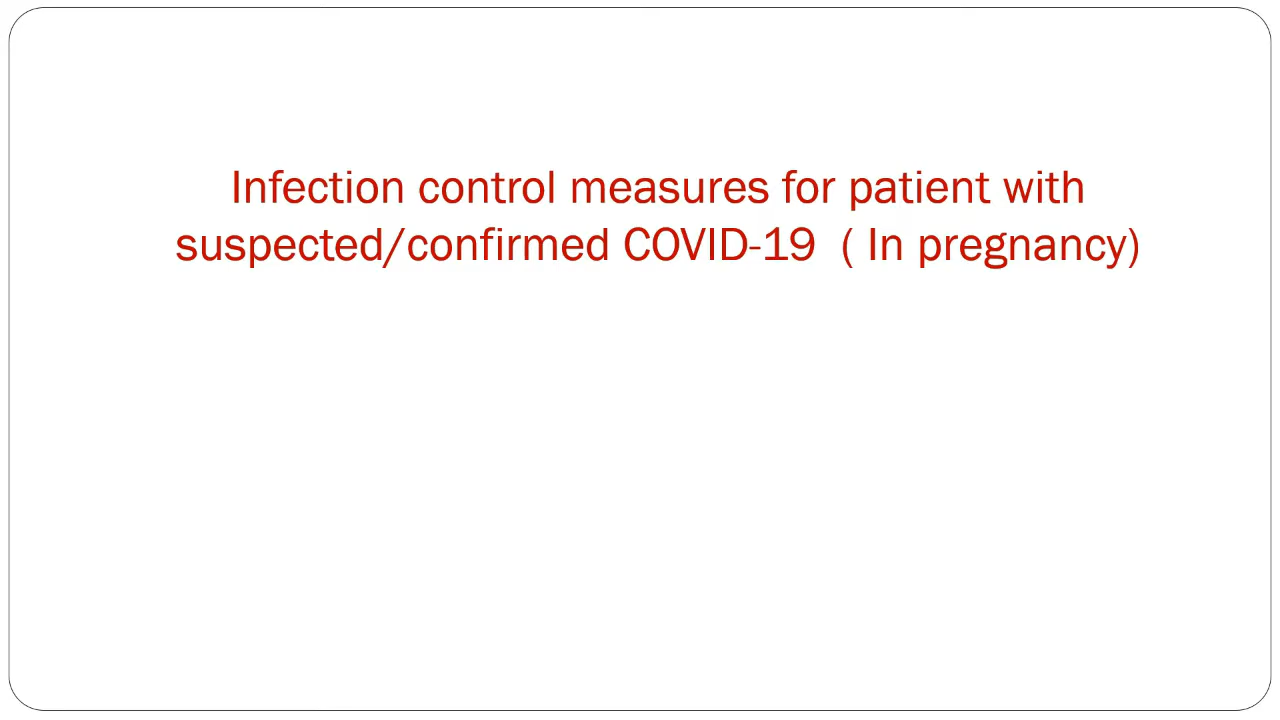 Infection control measures for patient with
suspected/confirmed COVID-19 ( In pregnancy)